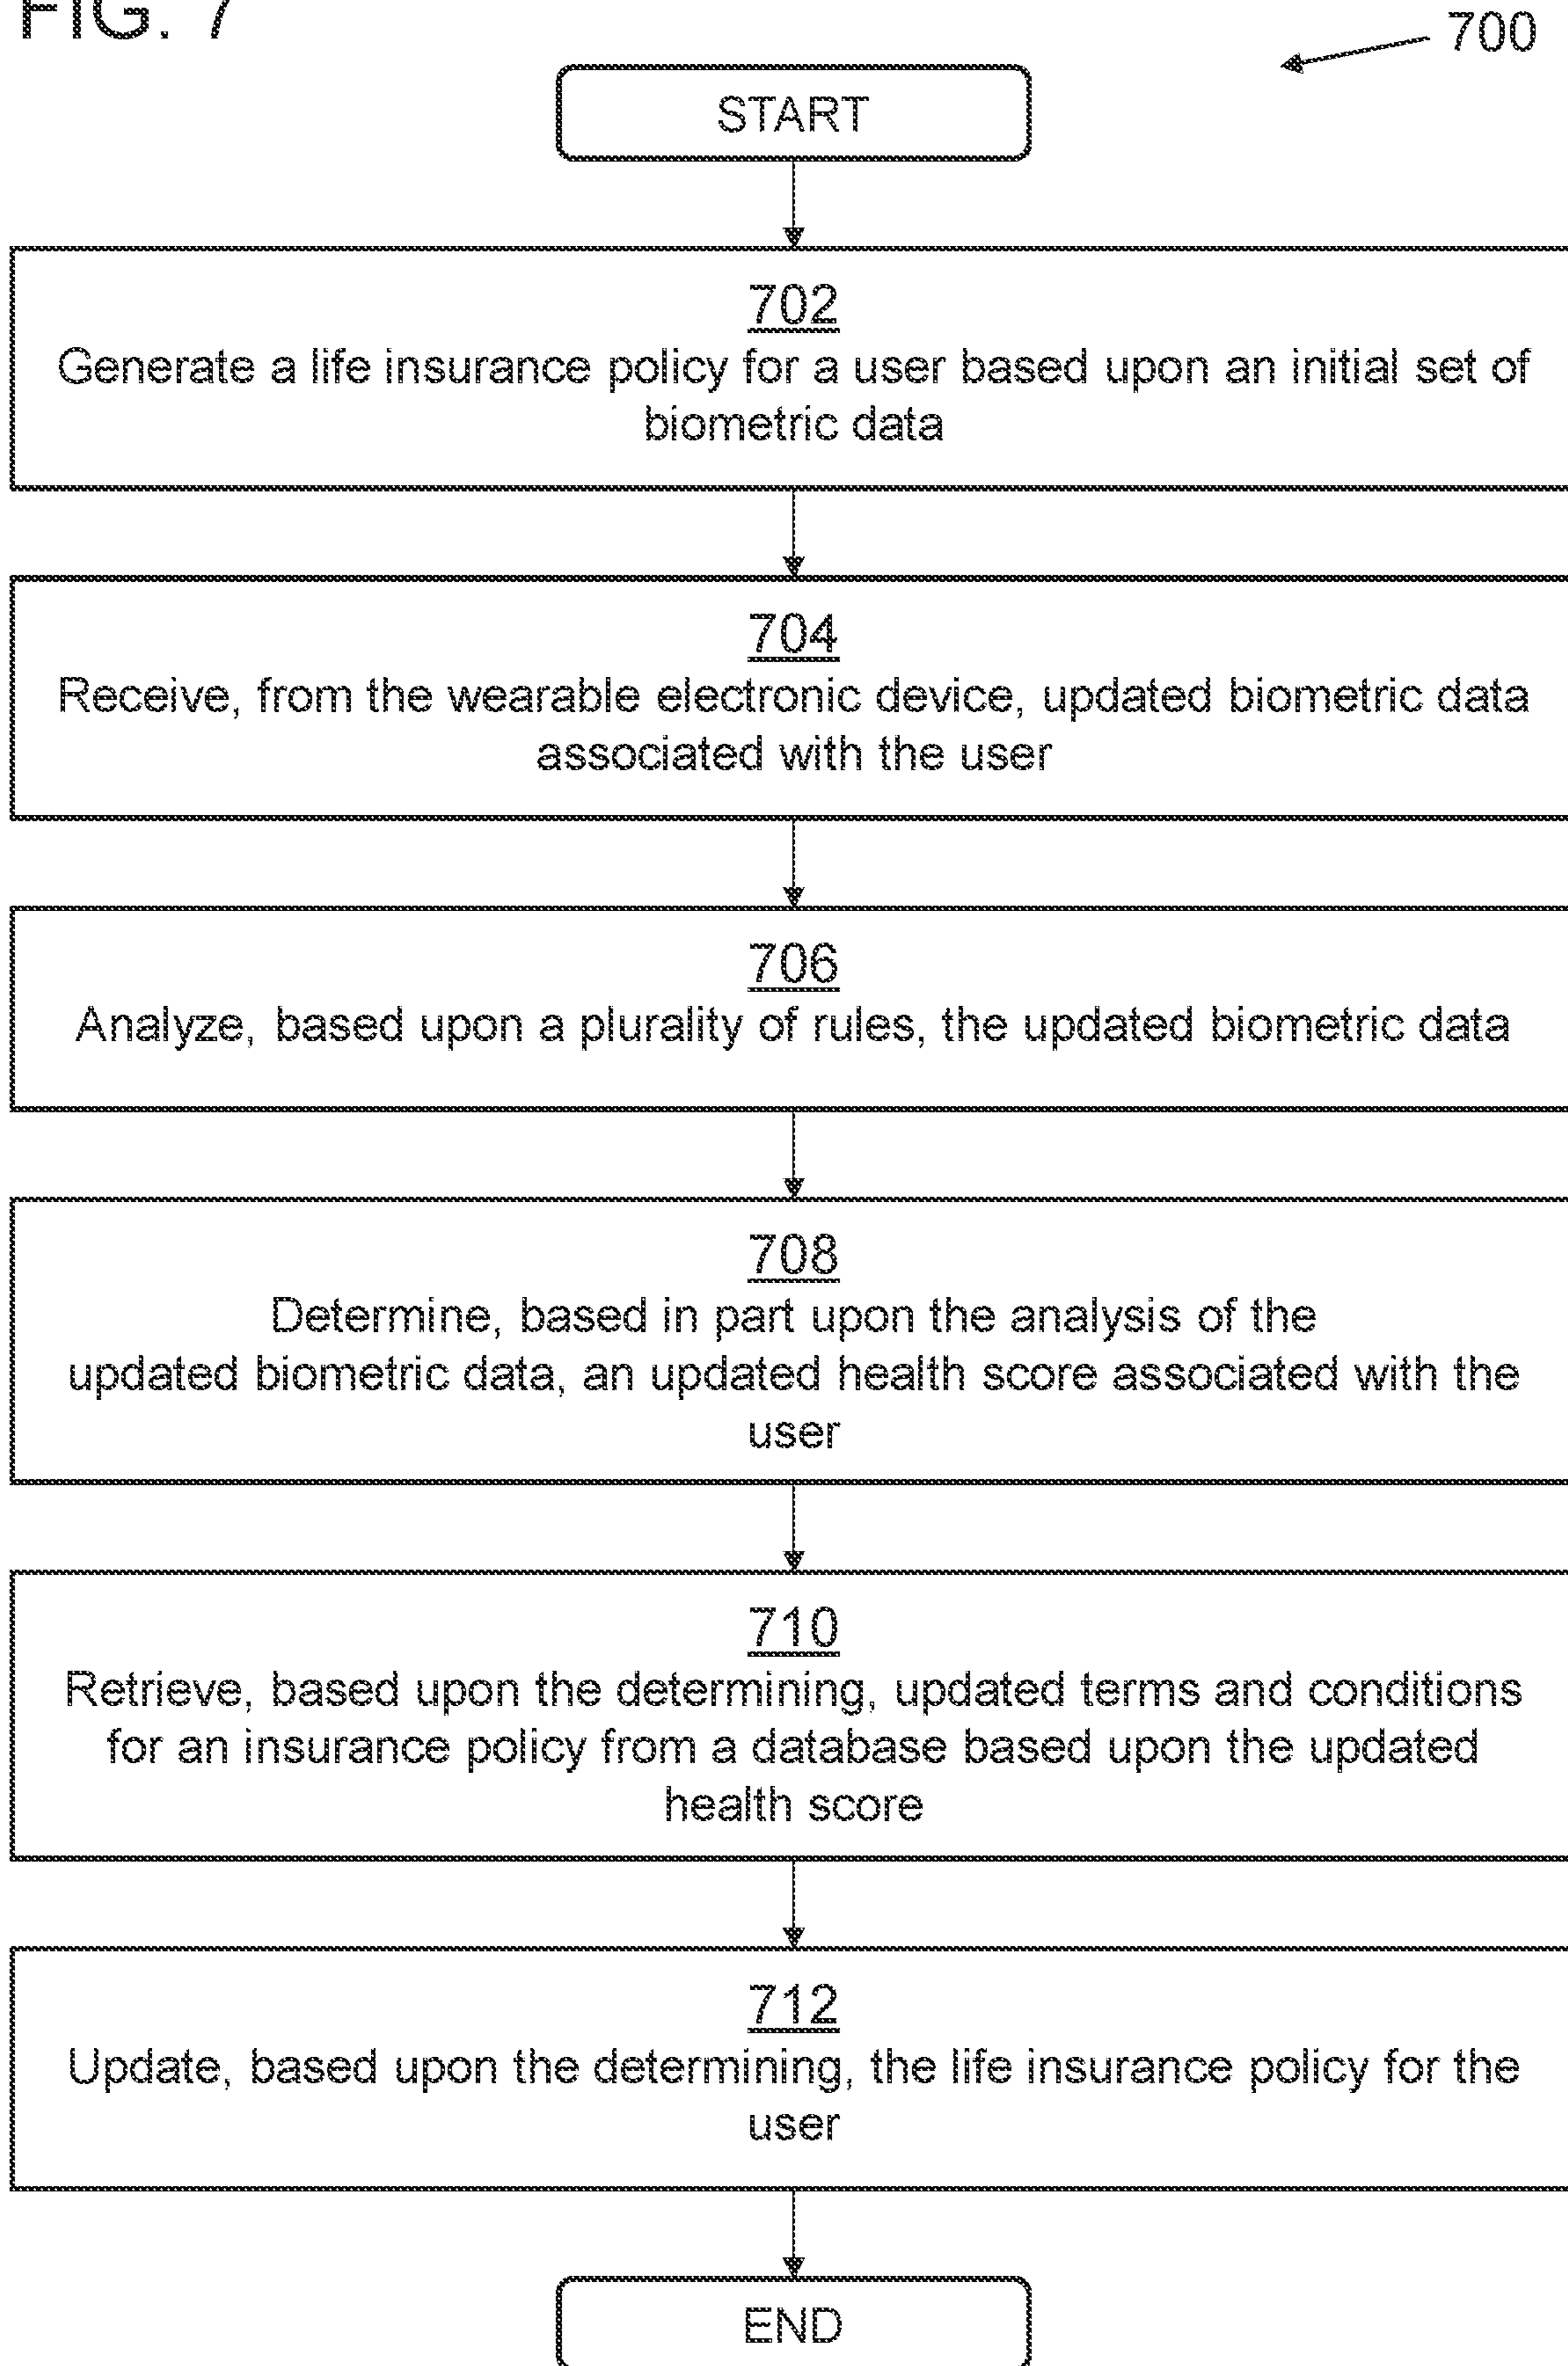 FIG. 7
700
START
702
Generate a life insurance policy for a user based upon an initial set of
biometric data
704
Receive, from the wearable electronic device, updated biometric data
associated with the user
706
Analyze, based upon a plurality of rules, the updated biometric data
708
Determine, based in part upon the analysis of the
updated biometric data, an updated health score associated with the
user
710
Retrieve, based upon the determining, updated terms and conditions
for an insurance policy from a database based upon the updated
health score
712
Update, based upon the determining, the life insurance policy for the
user
END